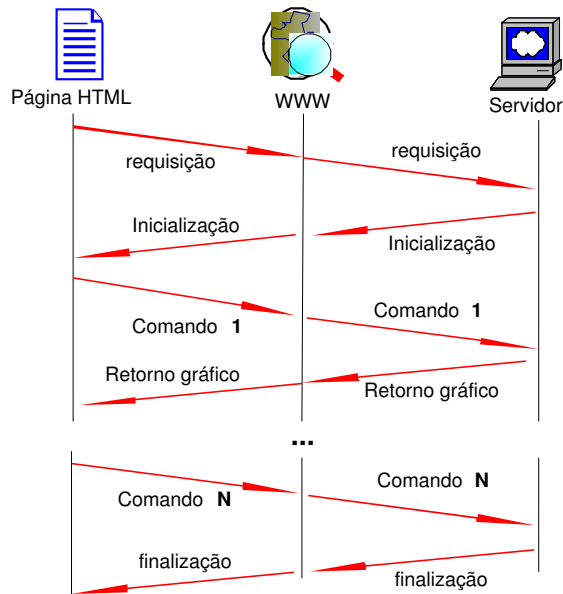 Página HTML
WWW
Servidor
requisição
requisição
Inicialização
Inicialização
Comando 1
Comando 1
Retorno gráfico
Retorno gráfico
...
Comando N
Comando N
finalização
finalização